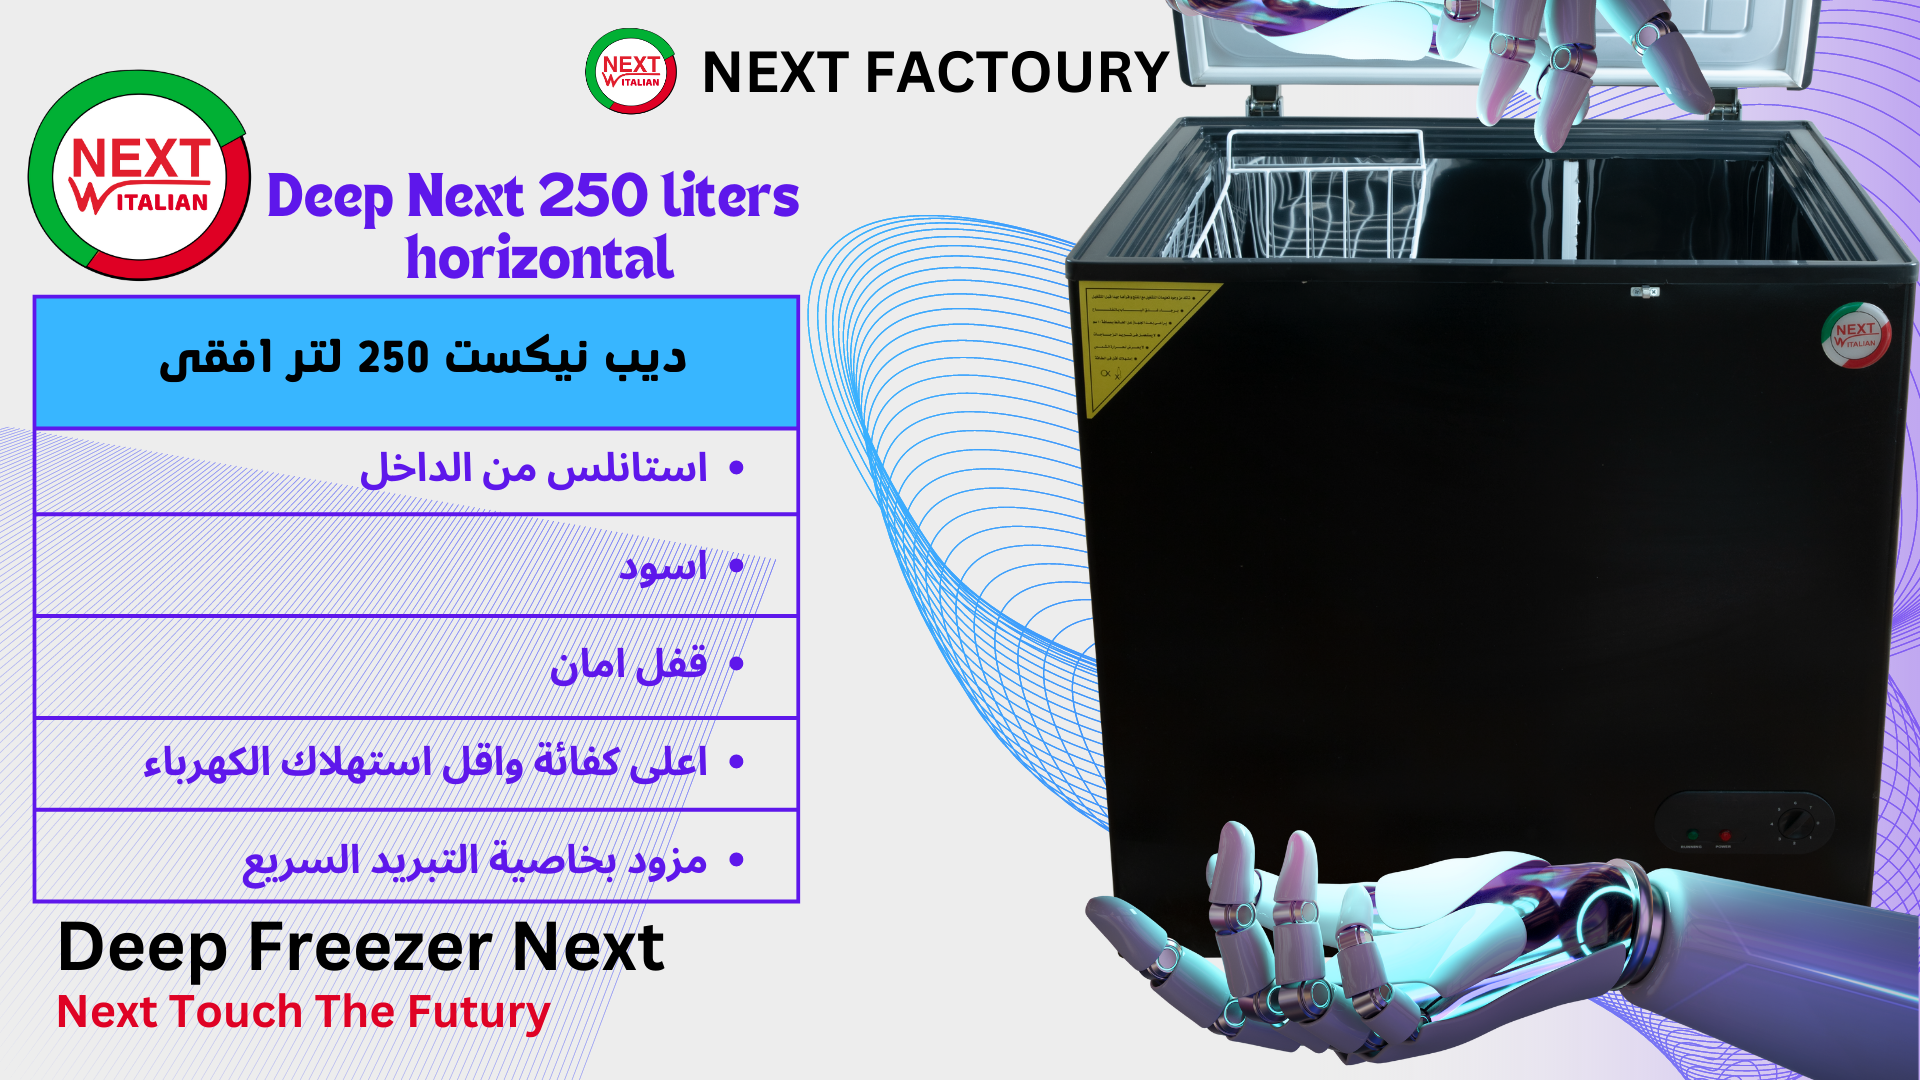 NEXT
ITALIAN
NEXT FACTOURY
NEXT
ITALIAN
Deep Next 250 liters
horizontal
ديب نيكست 250 لتر افقى
• استانلس من الداخل
• اسود
• قفل امان
• اعلى كفائة واقل استهلاك الكهرباء
• مزود بخاصية التبريد السريع
Deep Freezer Next
Next Touch The Futury
NEXT
ITALIAN